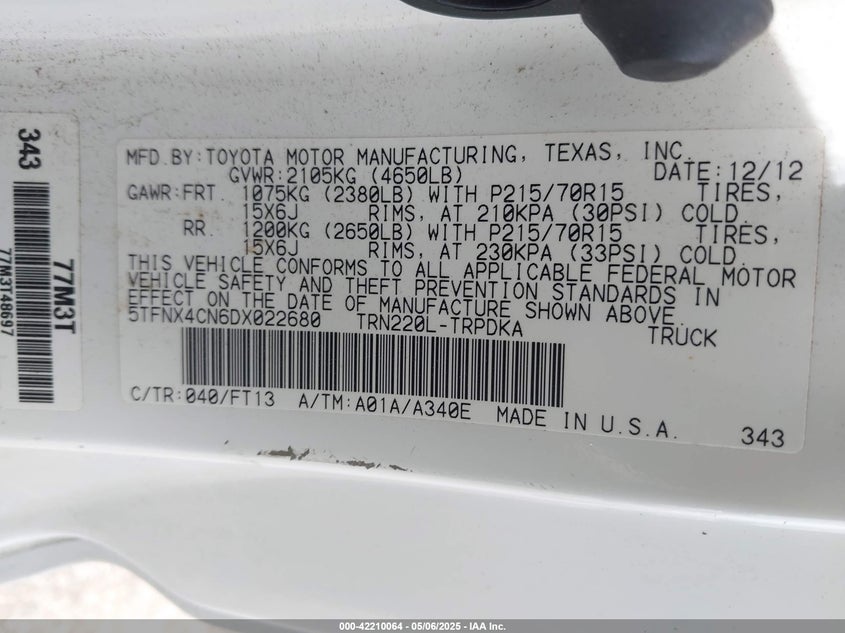 MFD.BY:TOYOTA MOTOR MANUFACTURING, TEXAS, INC.
GVWR:2105KG (4650LB) DATE:12/12
GAWR:FRT. 1075KG (2380LB) WITH P215/70R15 TIRES,
15X6J RIMS, AT 210KPA (30PSI) COLD.
RR. 1200KG (2650LB) WITH P215/70R15 TIRES,
15X6J RIMS, AT 230KPA (33PSI) COLD.
THIS VEHICLE CONFORMS TO ALL APPLICABLE FEDERAL MOTOR
VEHICLE SAFETY AND THEFT PREVENTION STANDARDS IN
EFFECT ON THE DATE OF MANUFACTURE SHOWN ABOVE.
5TFNX4CN6DX022680 TRN220L-TRPDKA TRUCK
C/TR:040/FT13 A/TM:A01A/A340E MADE IN U.S.A. 343
343
77M3T
77M3T48697
000-42210064 - 05/06/2025 - IAA Inc.